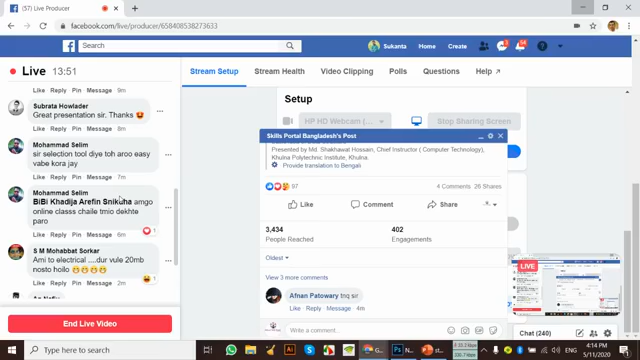 (57) Live Producer
facebook.com/live/producer/658408538273633
Search
Sukanta
Home
Create
Live 13:51
Stream Setup
Stream Health
Video Clipping
Polls
Questions
Help
Like Reply Pin Message 9m
Subrata Howlader
Great presentation sir. Thanks
Like Reply Pin Message 8m
Mohammad Selim
sir selection tool diye toh aroo easy
vabe kora jay
Like Reply Pin Message 7m
Mohammad Selim
BiBi Khadija Arefin Snikuha amgo
online classs chaile tmio dekhte
paro
Like Reply Pin Message 6m
1
S M Mohabbat Sorkar
Ami to electrical ....dur vule 20mb
nosto hoilo
1
Like Reply Pin Message 2m
End Live Video
Setup
HP HD Webcam (
Stop Sharing Screen
Skills Portal Bangladesh's Post
Presented by Md. Shakhawat Hossain, Chief Instructor ( Computer Technology),
Khulna Polytechnic Institute, Khulna.
Provide translation to Bengali
87
4 Comments 26 Shares
Like
Comment
Share
3,434
People Reached
402
Engagements
Oldest
View 3 more comments
Afnan Patowary tnq sir
Like Reply Message 4m
Write a comment...
LIVE
Chat (240)
Type here to search
ENG
4:14 PM
5/11/2020